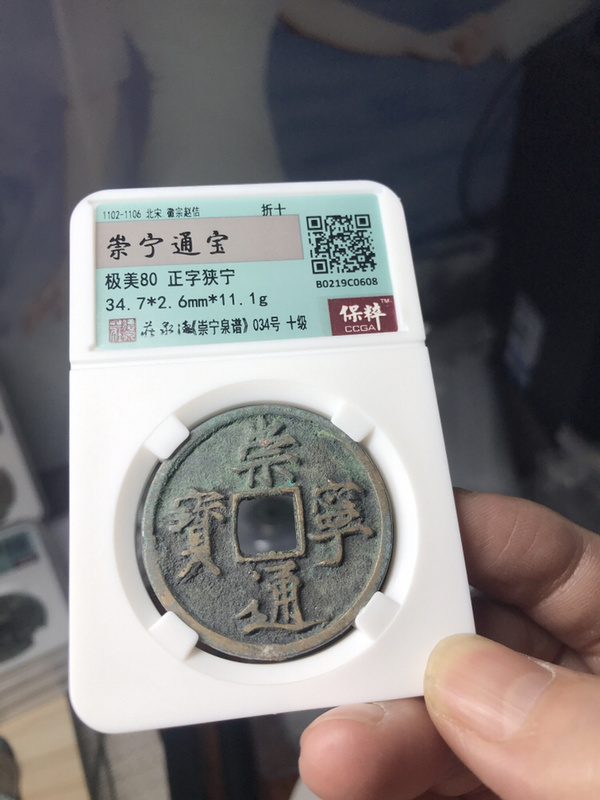 1102-1106 北宋 徽宗赵佶 折十
崇宁通宝
极美80 正字狭宁
34.7*2.6mm*11.1g
《崇宁泉谱》034号 十级
B0219C0608
保粹™
CCGA
崇
寶 寧
通